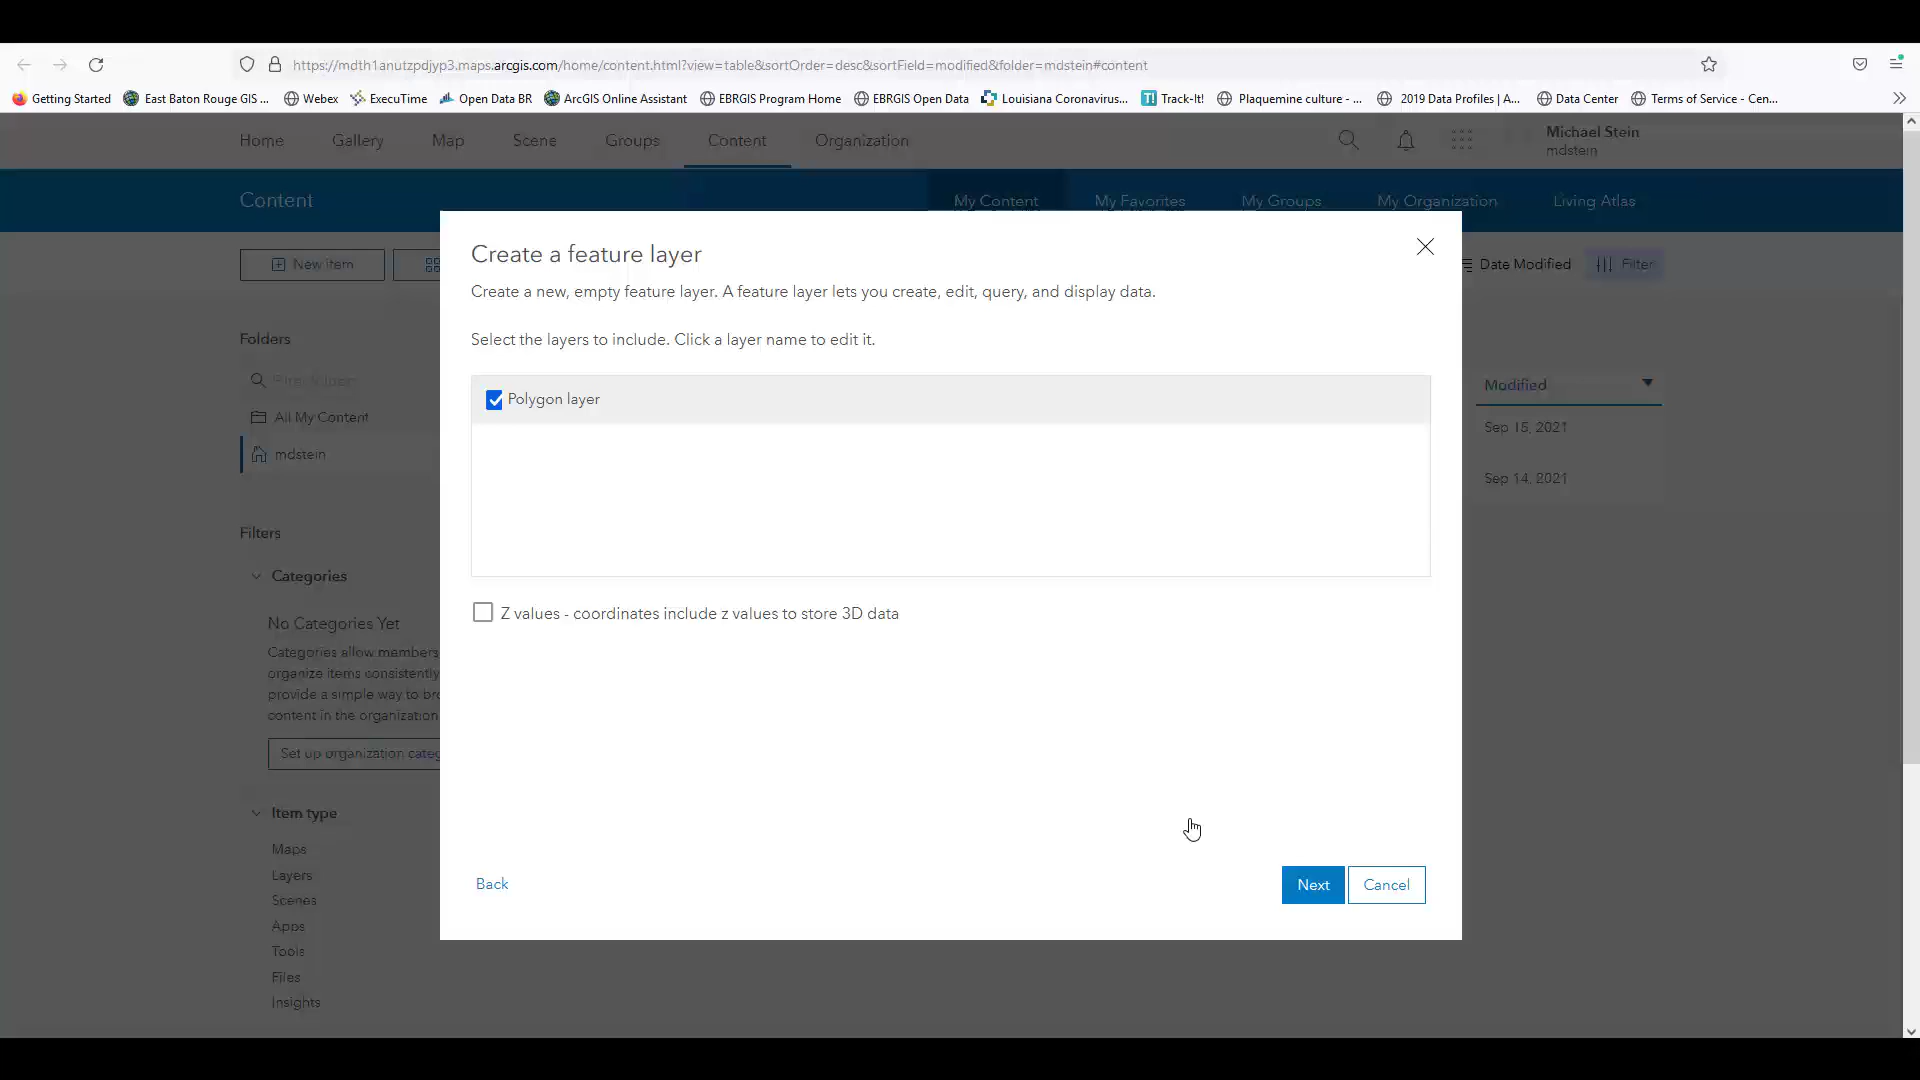 https://mdth1anutzpdjyp3.maps.arcgis.com/home/content.html?view=table&sortOrder=desc&sortField=modified&folder=mdstein#content
Getting Started East Baton Rouge GIS ... Webex ExecuTime Open Data BR ArcGIS Online Assistant EBRGIS Program Home EBRGIS Open Data Louisiana Coronavirus... Track-It! Plaquemine culture - ... 2019 Data Profiles | A... Data Center Terms of Service - Cen...
Home Gallery Map Scene Groups Content Organization
Michael Stein
mdstein
Content My Content My Favorites My Groups My Organization Living Atlas
New item Date Modified Filter
Create a feature layer
Create a new, empty feature layer. A feature layer lets you create, edit, query, and display data.
Select the layers to include. Click a layer name to edit it.
Polygon layer
Z values - coordinates include z values to store 3D data
Back Next Cancel
Folders
All My Content
mdstein
Filters
Categories
No Categories Yet
Categories allow members
organize items consistently
provide a simple way to bro
content in the organization
Set up organization categ
Item type
Maps
Layers
Scenes
Apps
Tools
Files
Insights
Modified
Sep 15, 2021
Sep 14, 2021